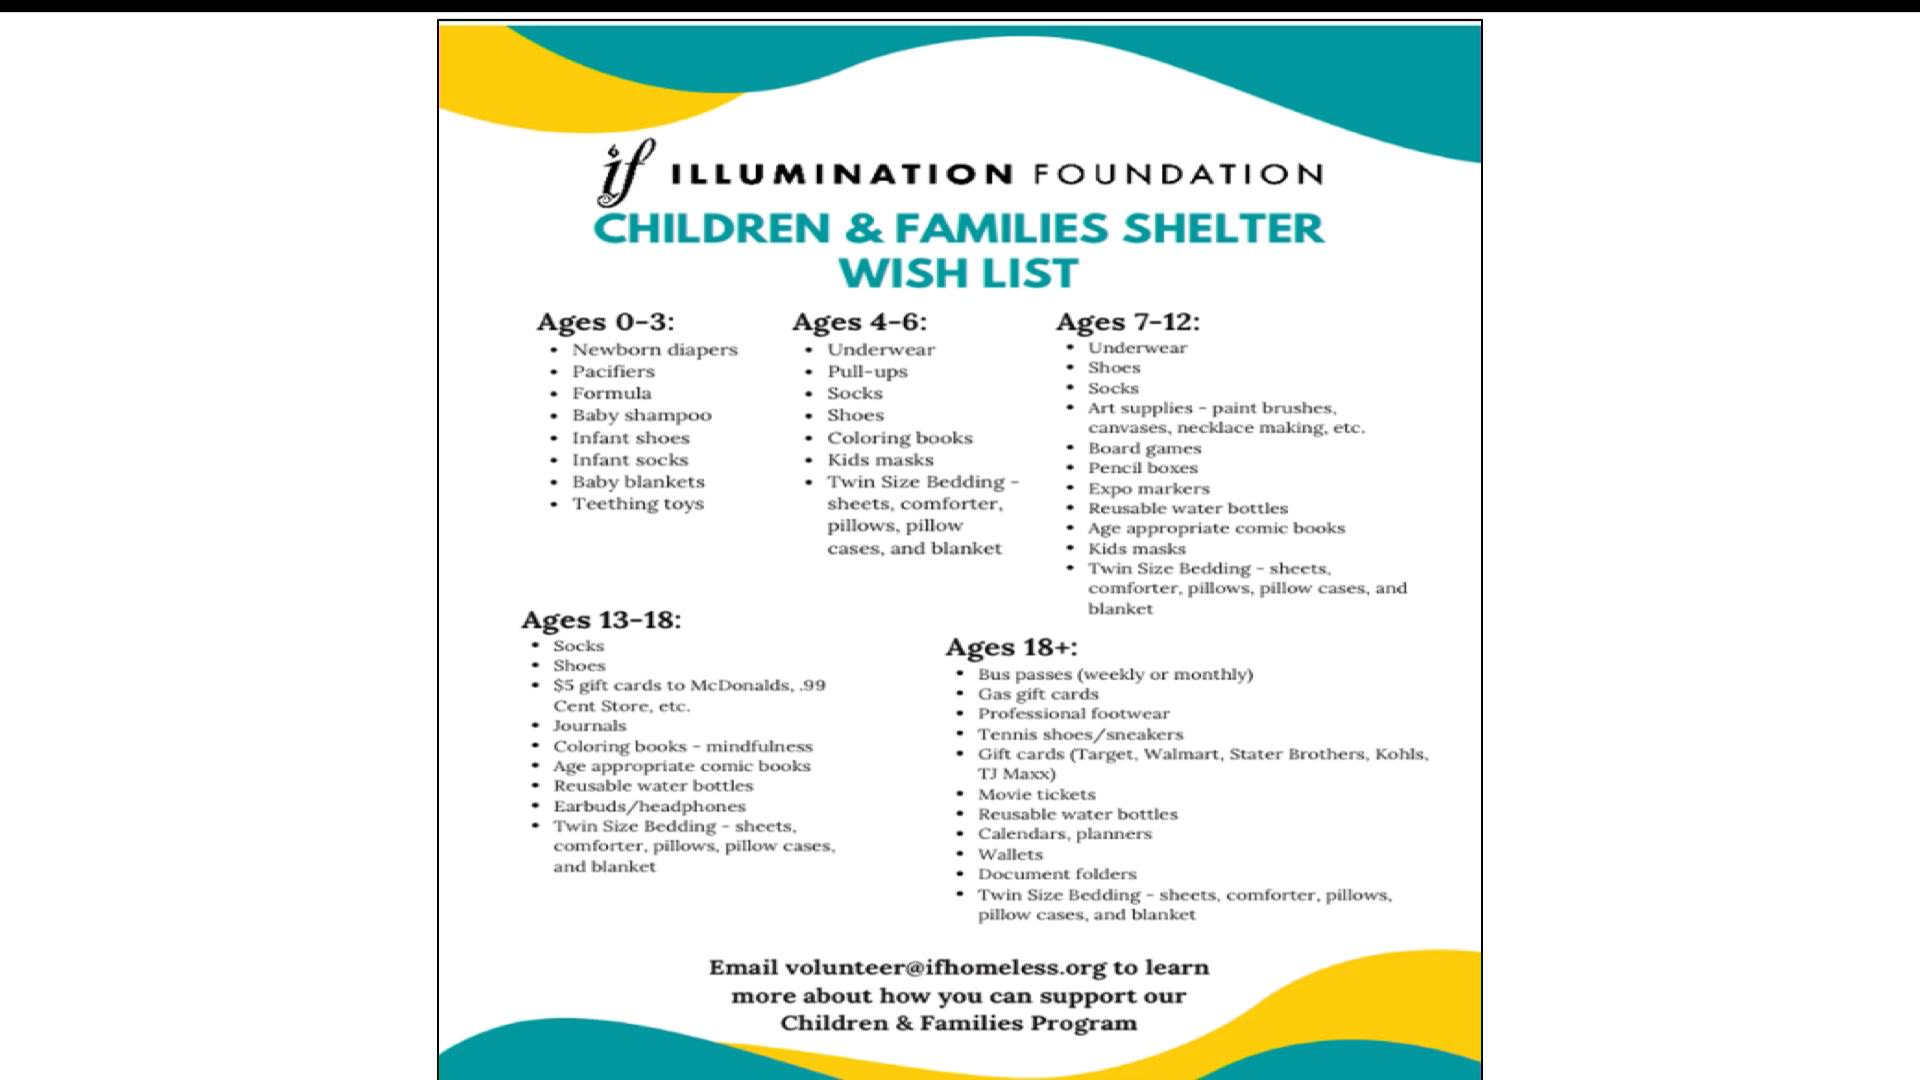 if ILLUMINATION FOUNDATION
CHILDREN & FAMILIES SHELTER
WISH LIST
Ages 0-3:
• Newborn diapers
• Pacifiers
• Formula
• Baby shampoo
• Infant shoes
• Infant socks
• Baby blankets
• Teething toys
Ages 4-6:
• Underwear
• Pull-ups
• Socks
• Shoes
• Coloring books
• Kids masks
• Twin Size Bedding -
sheets, comforter,
pillows, pillow
cases, and blanket
Ages 7-12:
• Underwear
• Shoes
• Socks
• Art supplies - paint brushes,
canvases, necklace making, etc.
• Board games
• Pencil boxes
• Expo markers
• Reusable water bottles
• Age appropriate comic books
• Kids masks
• Twin Size Bedding - sheets,
comforter, pillows, pillow cases, and
blanket
Ages 13-18:
• Socks
• Shoes
• $5 gift cards to McDonalds, .99
Cent Store, etc.
• Journals
• Coloring books - mindfulness
• Age appropriate comic books
• Reusable water bottles
• Earbuds/headphones
• Twin Size Bedding - sheets,
comforter, pillows, pillow cases,
and blanket
Ages 18+:
• Bus passes (weekly or monthly)
• Gas gift cards
• Professional footwear
• Tennis shoes/sneakers
• Gift cards (Target, Walmart, Stater Brothers, Kohls,
TJ Maxx)
• Movie tickets
• Reusable water bottles
• Calendars, planners
• Wallets
• Document folders
• Twin Size Bedding - sheets, comforter, pillows,
pillow cases, and blanket
Email volunteer@ifhomeless.org to learn
more about how you can support our
Children & Families Program